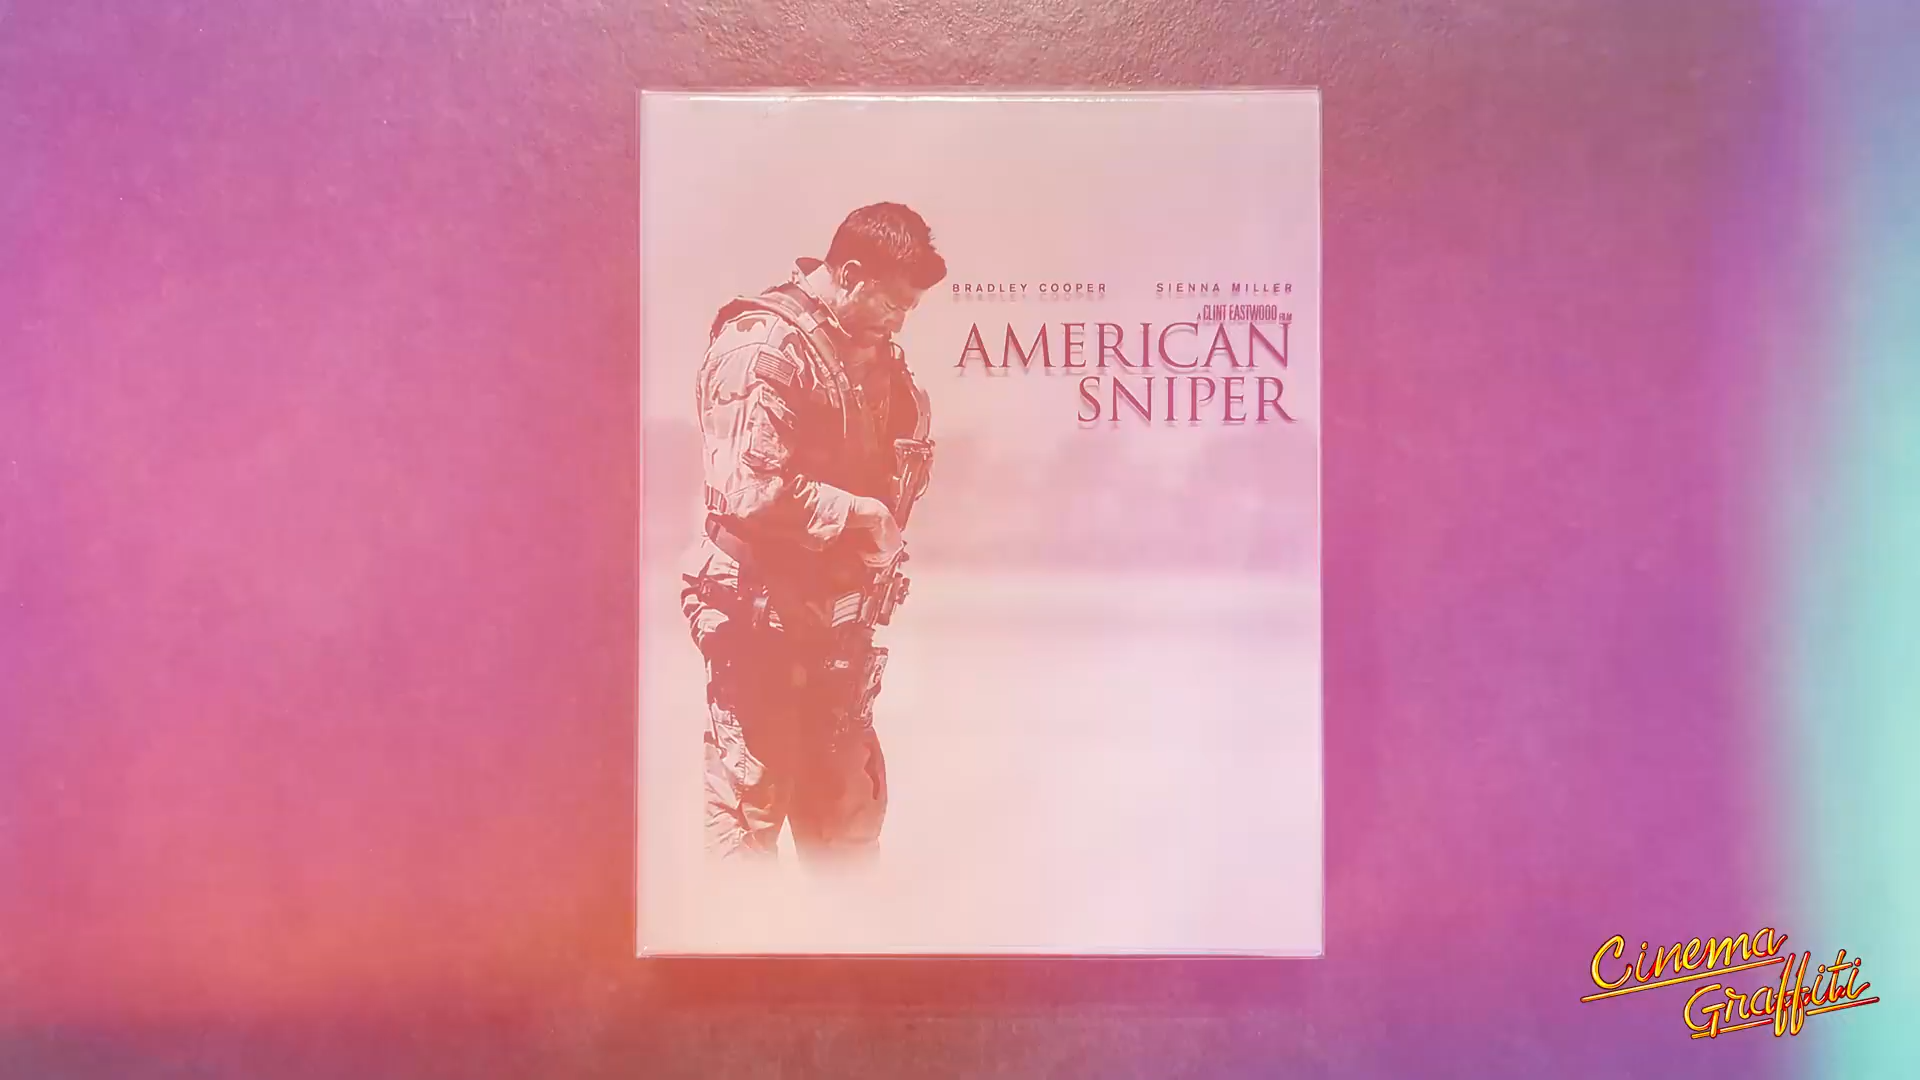 BRADLEY COOPER SIENNA MILLER
A CLINT EASTWOOD FILM
AMERICAN
SNIPER
Cinema
Graffiti